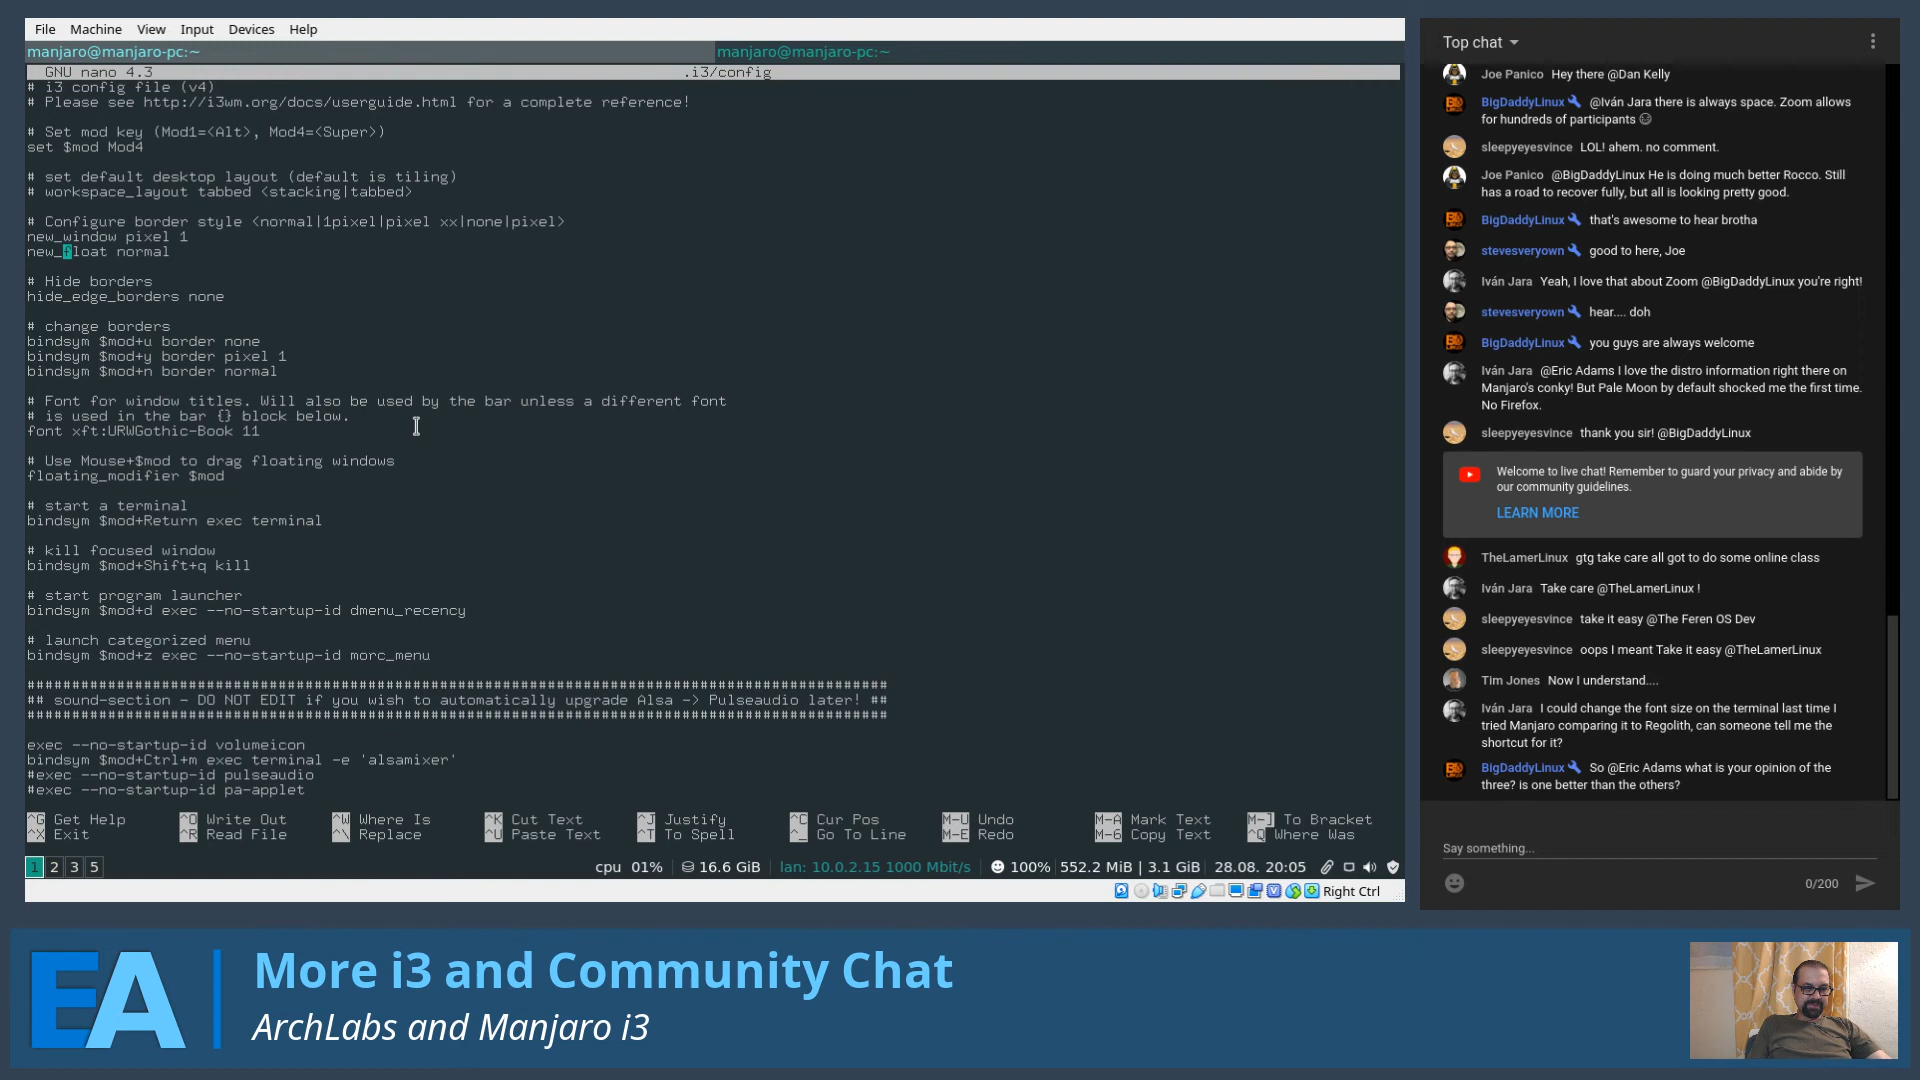 File Machine View Input Devices Help
manjaro@manjaro-pc:~ manjaro@manjaro-pc:~
GNU nano 4.3 .i3/config
# i3 config file (v4)
# Please see http://i3wm.org/docs/userguide.html for a complete reference!
# Set mod key (Mod1=<Alt>, Mod4=<Super>)
set $mod Mod4
# set default desktop layout (default is tiling)
# workspace_layout tabbed <stacking|tabbed>
# Configure border style <normal|1pixel|pixel xx|none|pixel>
new_window pixel 1
new_float normal
# Hide borders
hide_edge_borders none
# change borders
bindsym $mod+u border none
bindsym $mod+y border pixel 1
bindsym $mod+n border normal
# Font for window titles. Will also be used by the bar unless a different font
# is used in the bar {} block below.
font xft:URWGothic-Book 11
# Use Mouse+$mod to drag floating windows
floating_modifier $mod
# start a terminal
bindsym $mod+Return exec terminal
# kill focused window
bindsym $mod+Shift+q kill
# start program launcher
bindsym $mod+d exec --no-startup-id dmenu_recency
# launch categorized menu
bindsym $mod+z exec --no-startup-id morc_menu
################################################################################################
## sound-section - DO NOT EDIT if you wish to automatically upgrade Alsa -> Pulseaudio later! ##
################################################################################################
exec --no-startup-id volumeicon
bindsym $mod+Ctrl+m exec terminal -e 'alsamixer'
#exec --no-startup-id pulseaudio
#exec --no-startup-id pa-applet
^G Get Help ^O Write Out ^W Where Is ^K Cut Text ^J Justify ^C Cur Pos M-U Undo M-A Mark Text M-] To Bracket
^X Exit ^R Read File ^\ Replace ^U Paste Text ^T To Spell ^_ Go To Line M-E Redo M-6 Copy Text ^Q Where Was
1 2 3 5 cpu 01% 16.6 GiB lan: 10.0.2.15 1000 Mbit/s 100% 552.2 MiB | 3.1 GiB 28.08. 20:05
Right Ctrl
Top chat
Joe Panico Hey there @Dan Kelly
BigDaddyLinux @Iván Jara there is always space. Zoom allows
for hundreds of participants
sleepyeyesvince LOL! ahem. no comment.
Joe Panico @BigDaddyLinux He is doing much better Rocco. Still
has a road to recover fully, but all is looking pretty good.
BigDaddyLinux that's awesome to hear brotha
stevesveryown good to here, Joe
Iván Jara Yeah, I love that about Zoom @BigDaddyLinux you're right!
stevesveryown hear.... doh
BigDaddyLinux you guys are always welcome
Iván Jara @Eric Adams I love the distro information right there on
Manjaro's conky! But Pale Moon by default shocked me the first time.
No Firefox.
sleepyeyesvince thank you sir! @BigDaddyLinux
Welcome to live chat! Remember to guard your privacy and abide by
our community guidelines.
LEARN MORE
TheLamerLinux gtg take care all got to do some online class
Iván Jara Take care @TheLamerLinux !
sleepyeyesvince take it easy @The Feren OS Dev
sleepyeyesvince oops I meant Take it easy @TheLamerLinux
Tim Jones Now I understand....
Iván Jara I could change the font size on the terminal last time I
tried Manjaro comparing it to Regolith, can someone tell me the
shortcut for it?
BigDaddyLinux So @Eric Adams what is your opinion of the
three? is one better than the others?
Say something...
0/200
EA
More i3 and Community Chat
ArchLabs and Manjaro i3